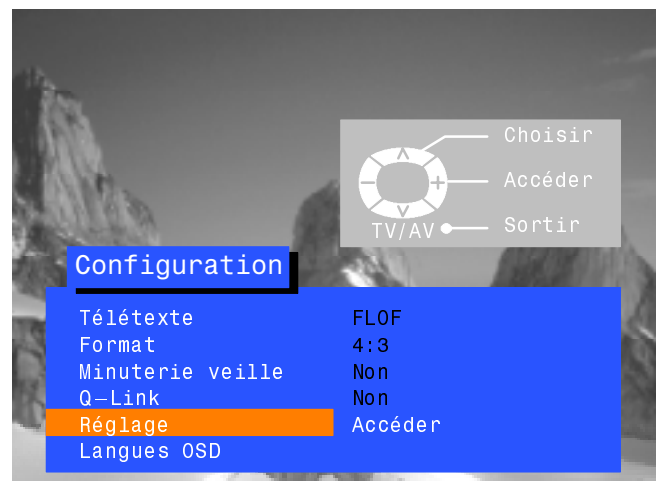 Choisir
Accéder
TV/AV Sortir
Configuration
Télétexte FLOF
Format 4:3
Minuterie veille Non
Q–Link Non
Réglage Accéder
Langues OSD